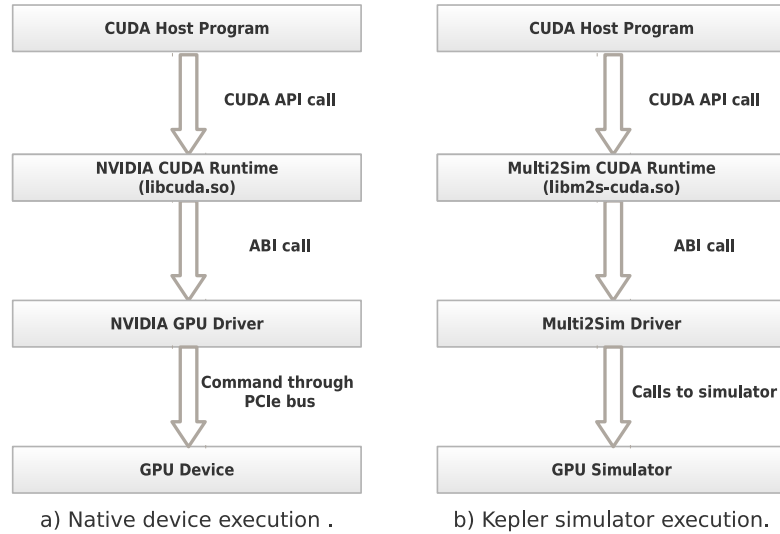 CUDA Host Program
CUDA API call
NVIDIA CUDA Runtime
(libcuda.so)
ABI call
NVIDIA GPU Driver
Command through
PCIe bus
GPU Device
a) Native device execution .
CUDA Host Program
CUDA API call
Multi2Sim CUDA Runtime
(libm2s-cuda.so)
ABI call
Multi2Sim Driver
Calls to simulator
GPU Simulator
b) Kepler simulator execution.